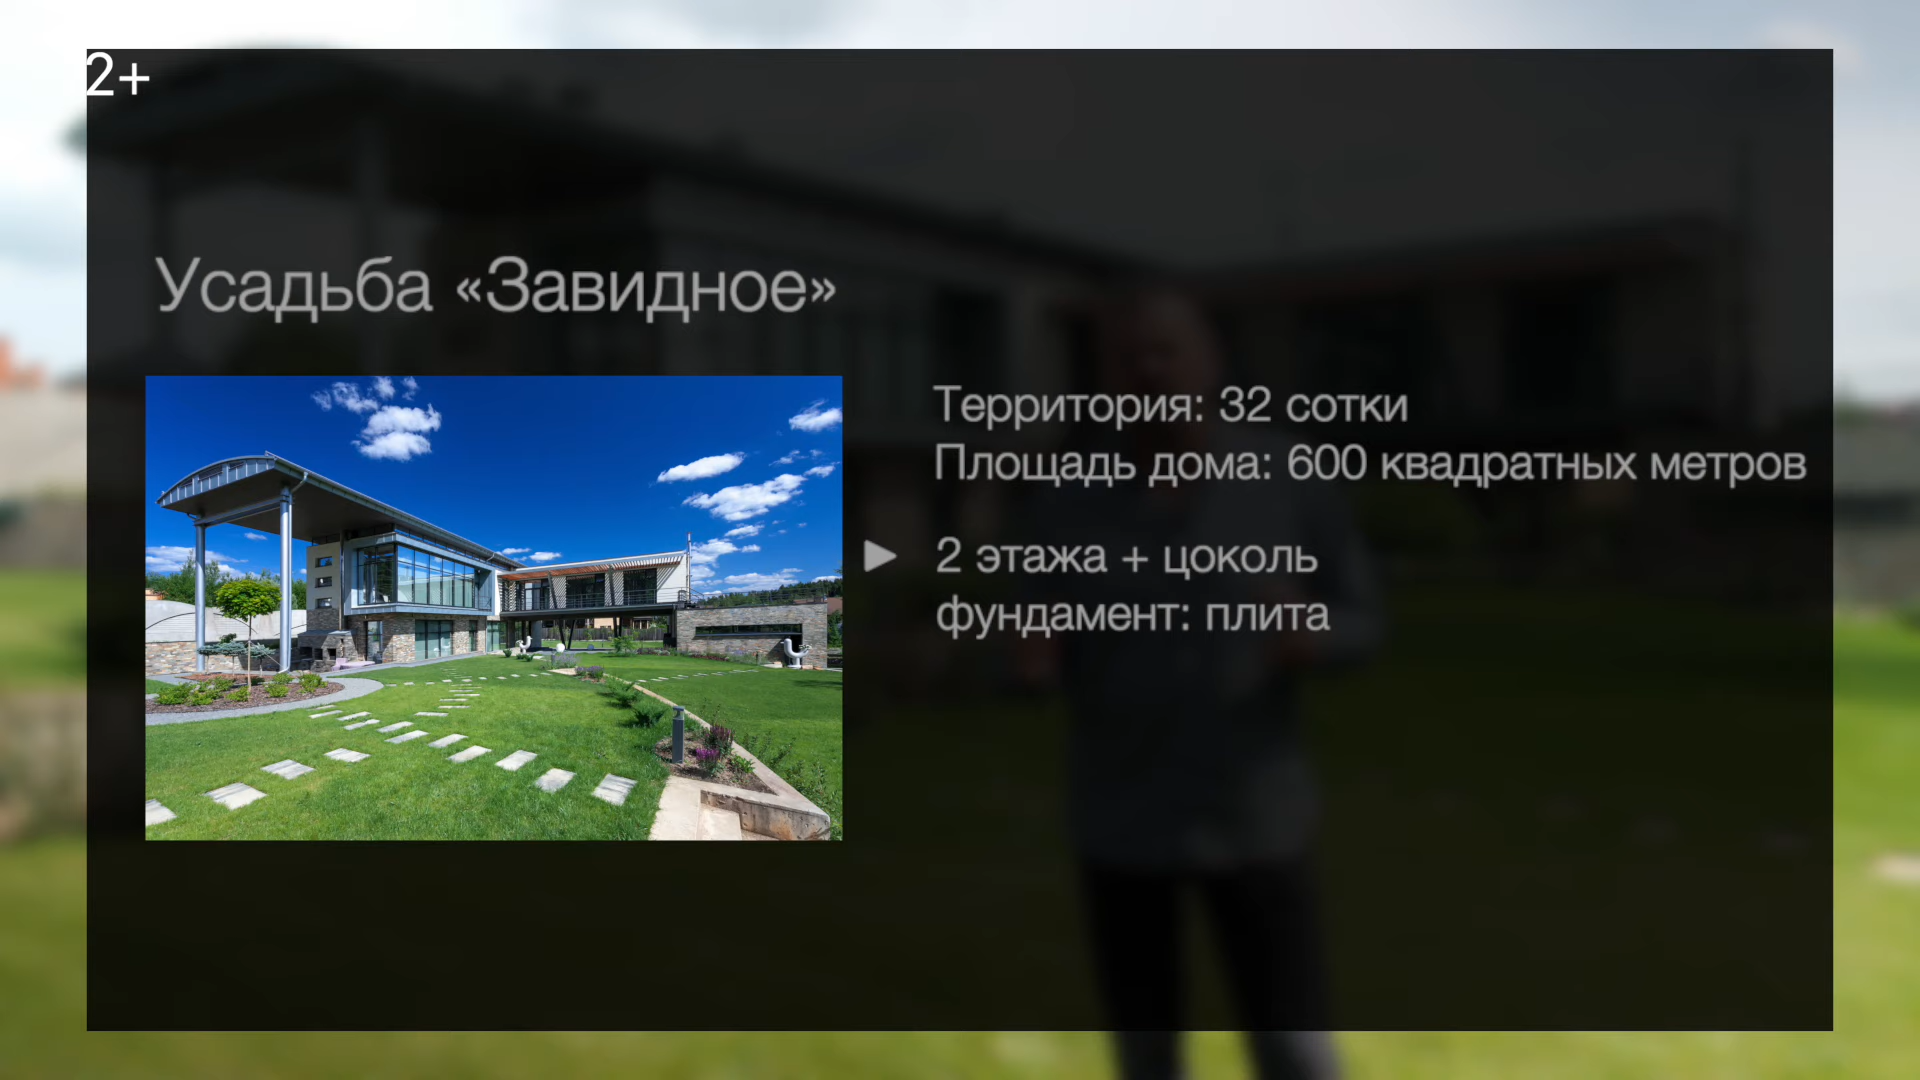 2+
Усадьба «Завидное»
Территория: 32 сотки
Площадь дома: 600 квадратных метров
2 этажа + цоколь
фундамент: плита